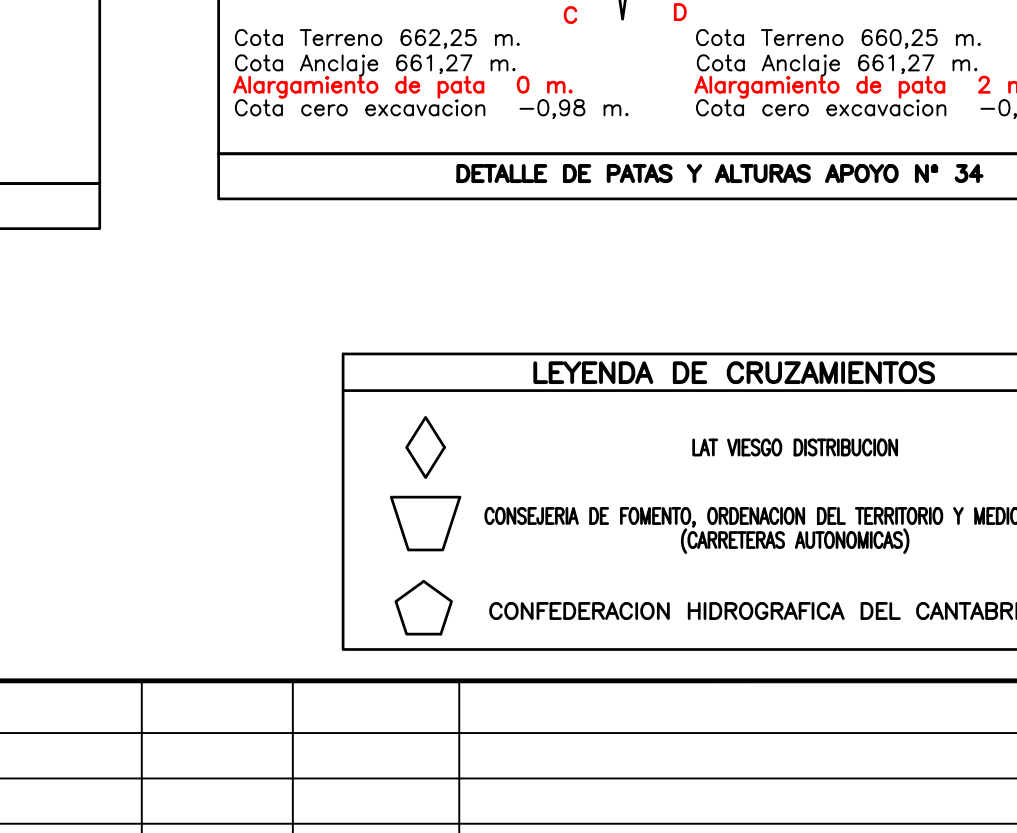 C D
Cota Terreno 662,25 m.
Cota Anclaje 661,27 m.
Alargamiento de pata 0 m.
Cota cero excavacion -0,98 m.
Cota Terreno 660,25 m.
Cota Anclaje 661,27 m.
Alargamiento de pata 2
Cota cero excavacion
DETALLE DE PATAS Y ALTURAS APOYO Nº 34
LEYENDA DE CRUZAMIENTOS
LAT VIESGO DISTRIBUCION
CONSEJERIA DE FOMENTO, ORDENACION DEL TERRITORIO Y
(CARRETERAS AUTONOMICAS)
CONFEDERACION HIDROGRAFICA DEL